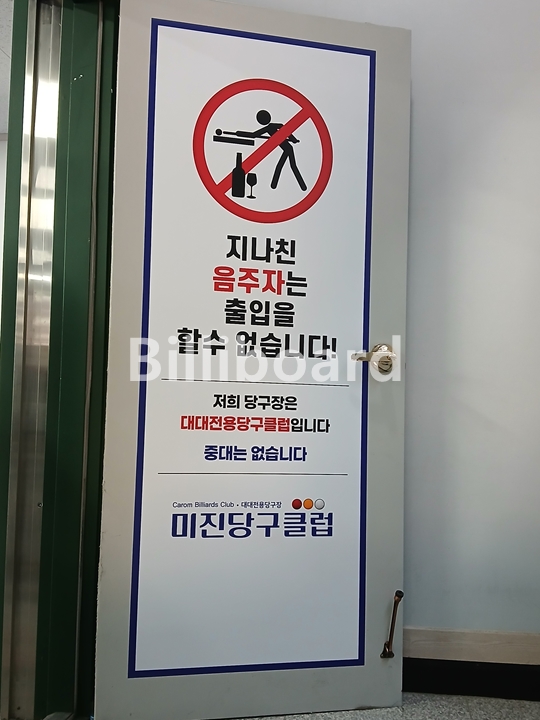 지나친
음주자는
출입을
할수 없습니다!
Billiboard
저희 당구장은
대대전용당구클럽입니다
중대는 없습니다
Carom Billiards Club • 대대전용당구장
미진당구클럽